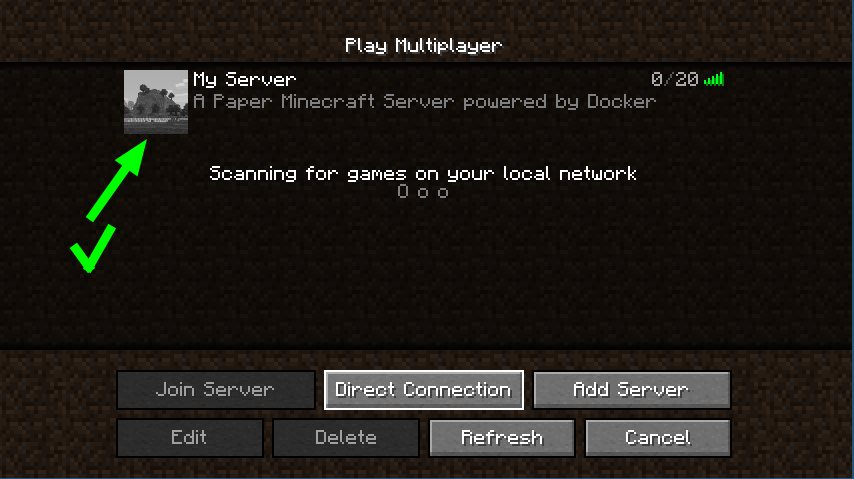 Play Multiplayer
My Server 0/20
A Paper Minecraft Server powered by Docker
Scanning for games on your local network
O o o
Join Server Direct Connection Add Server
Edit Delete Refresh Cancel